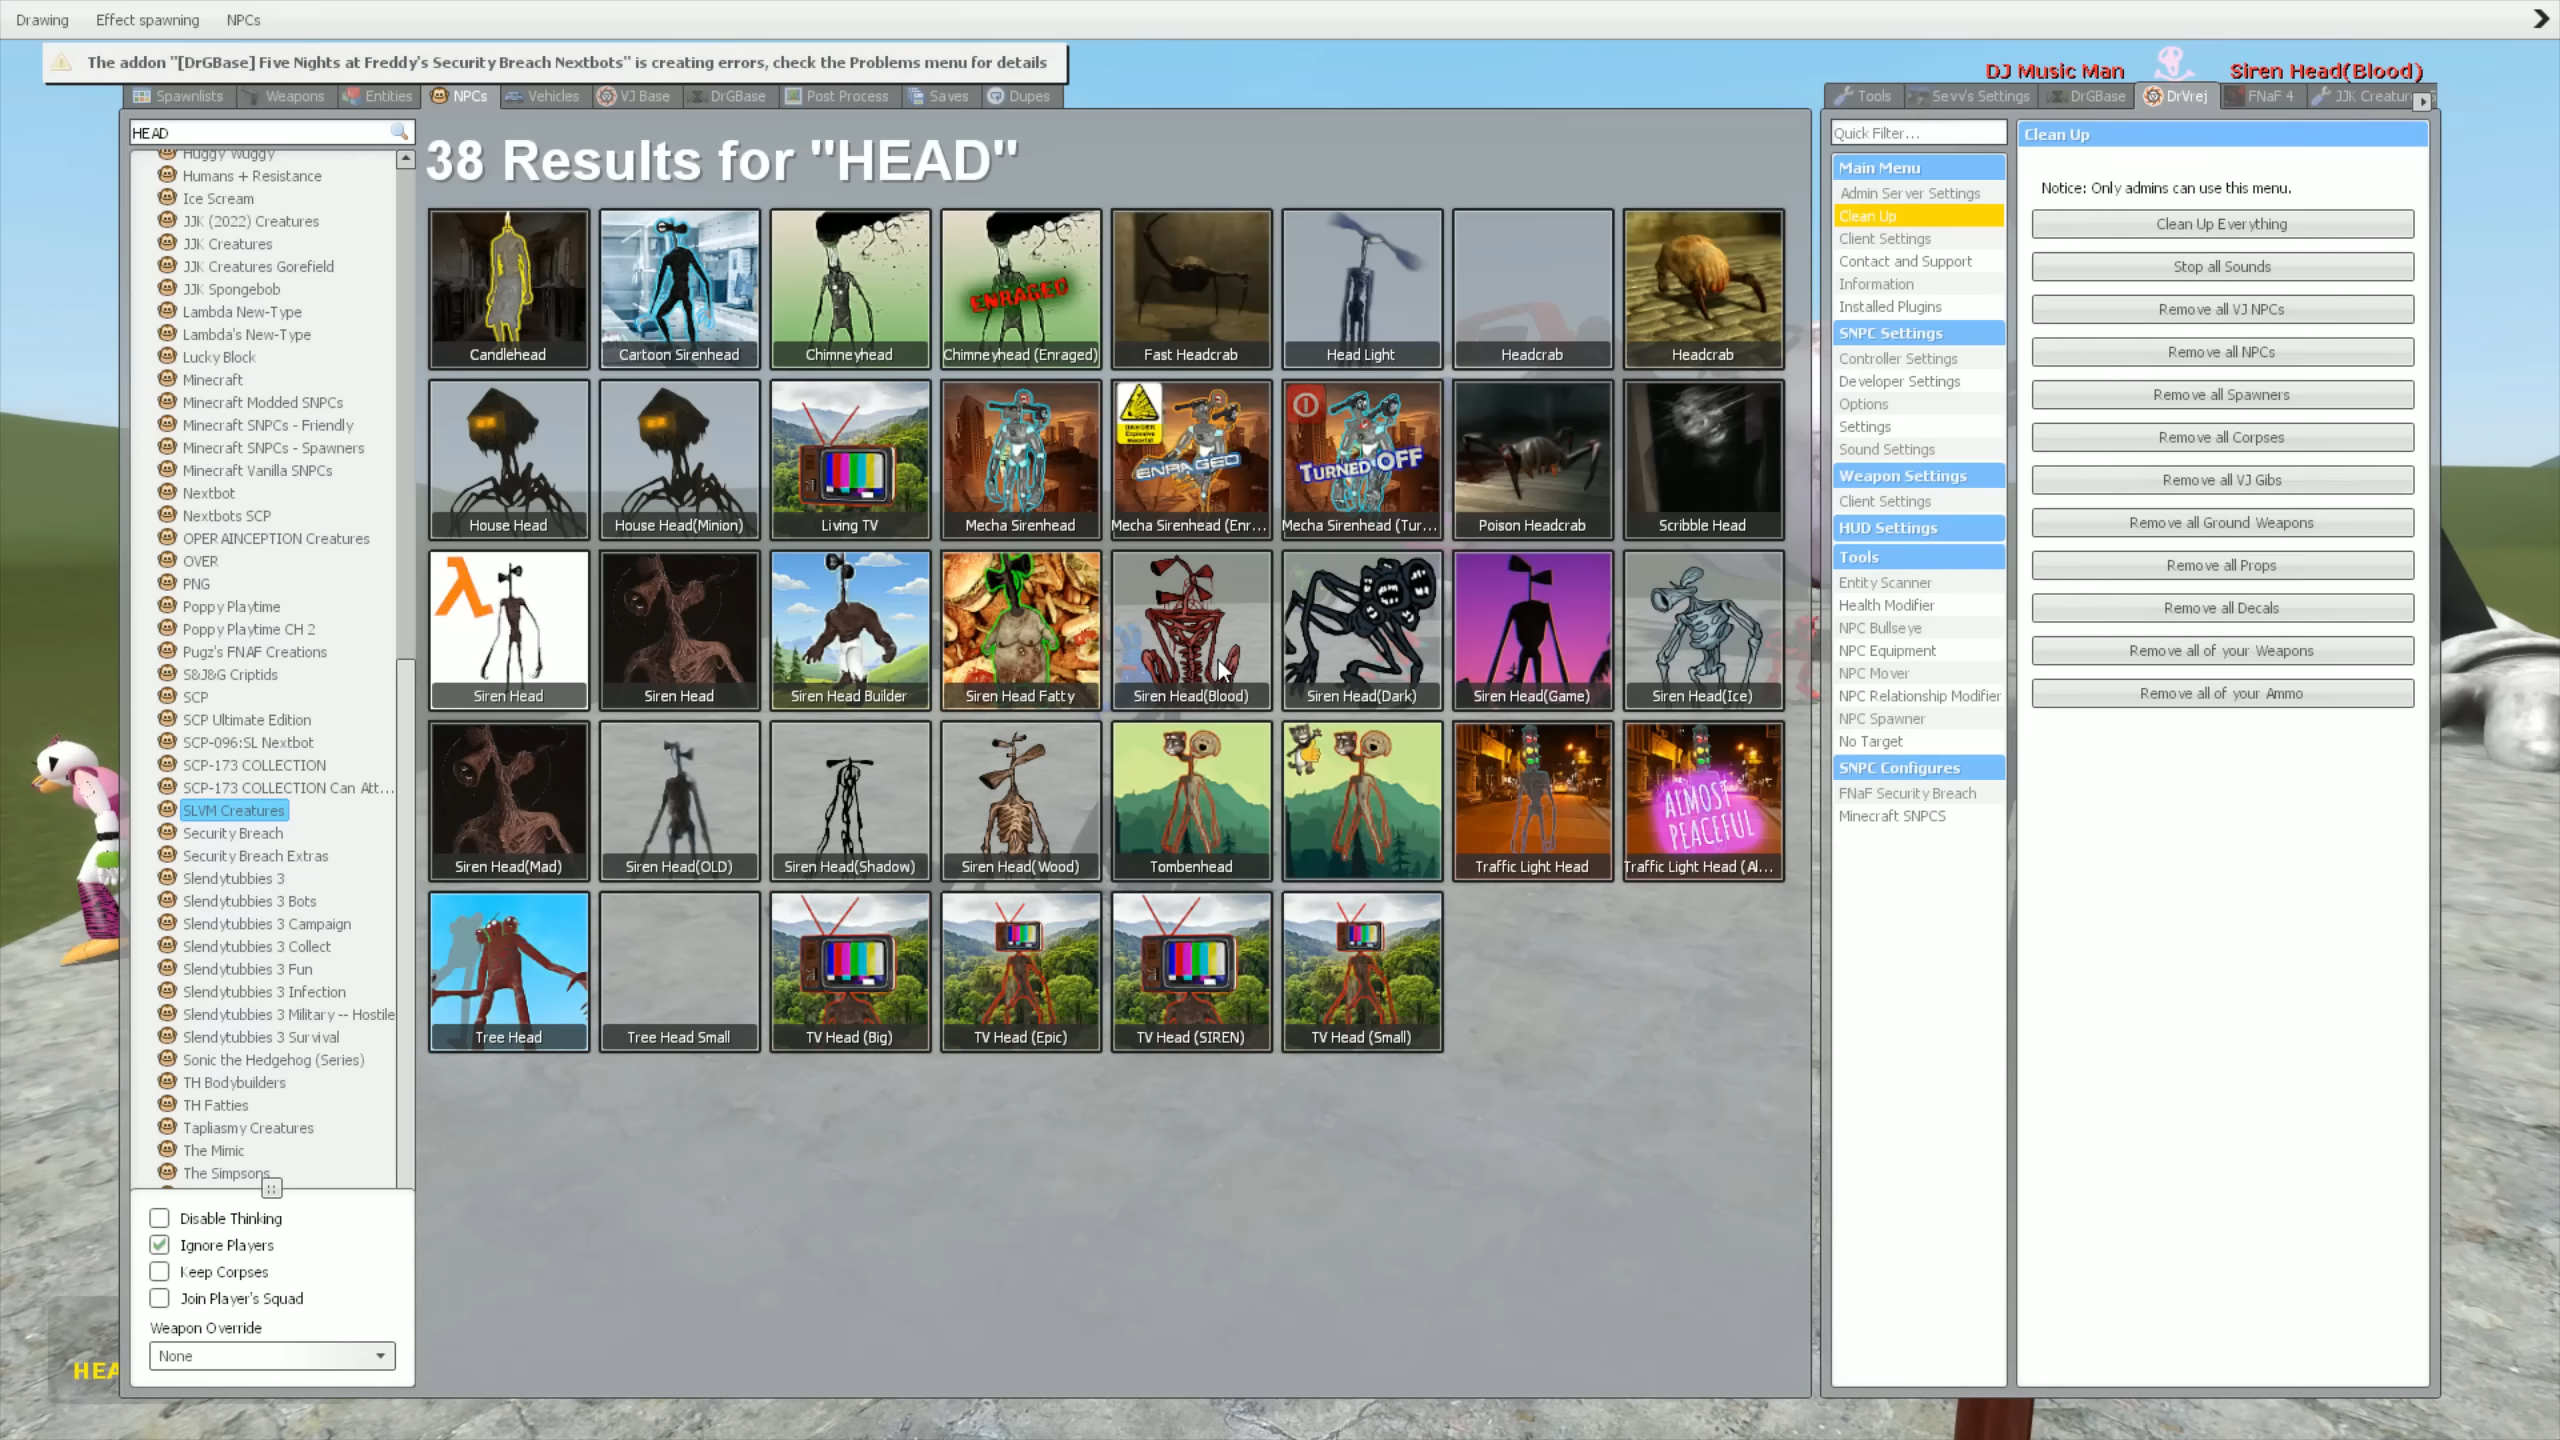 Drawing Effect spawning NPCs
The addon "[DrGBase] Five Nights at Freddy's Security Breach Nextbots" is creating errors, check the Problems menu for details
DJ Music Man Siren Head(Blood)
Spawnlists Weapons Entities NPCs Vehicles VJ Base DrGBase Post Process Saves Dupes
Tools Sevv's Settings DrGBase DrVrej FNaF 4 JJK Creatur
HEAD
38 Results for "HEAD"
Huggy Wuggy
Humans + Resistance
Ice Scream
JJK (2022) Creatures
JJK Creatures
JJK Creatures Gorefield
JJK Spongebob
Lambda New-Type
Lambda's New-Type
Lucky Block
Minecraft
Minecraft Modded SNPCs
Minecraft SNPCs - Friendly
Minecraft SNPCs - Spawners
Minecraft Vanilla SNPCs
Nextbot
Nextbots SCP
OPERAINCEPTION Creatures
OVER
PNG
Poppy Playtime
Poppy Playtime CH 2
Pugz's FNAF Creations
S&J&G Criptids
SCP
SCP Ultimate Edition
SCP-096:SL Nextbot
SCP-173 COLLECTION
SCP-173 COLLECTION Can Att...
SLVM Creatures
Security Breach
Security Breach Extras
Slendytubbies 3
Slendytubbies 3 Bots
Slendytubbies 3 Campaign
Slendytubbies 3 Collect
Slendytubbies 3 Fun
Slendytubbies 3 Infection
Slendytubbies 3 Military -- Hostile
Slendytubbies 3 Survival
Sonic the Hedgehog (Series)
TH Bodybuilders
TH Fatties
Tapliasmy Creatures
The Mimic
The Simpsons
Disable Thinking
Ignore Players
Keep Corpses
Join Player's Squad
Weapon Override
None
HEA
ENRAGED
Candlehead Cartoon Sirenhead Chimneyhead Chimneyhead (Enraged) Fast Headcrab Head Light Headcrab Headcrab
DANGER
ENRAGED
TURNED OFF
House Head House Head(Minion) Living TV Mecha Sirenhead Mecha Sirenhead (Enr... Mecha Sirenhead (Tur... Poison Headcrab Scribble Head
λ
Siren Head Siren Head Siren Head Builder Siren Head Fatty Siren Head(Blood) Siren Head(Dark) Siren Head(Game) Siren Head(Ice)
ALMOST
PEACEFUL
Siren Head(Mad) Siren Head(OLD) Siren Head(Shadow) Siren Head(Wood) Tombenhead Traffic Light Head Traffic Light Head (Al...
Tree Head Tree Head Small TV Head (Big) TV Head (Epic) TV Head (SIREN) TV Head (Small)
Quick Filter...
Main Menu
Admin Server Settings
Clean Up
Client Settings
Contact and Support
Information
Installed Plugins
SNPC Settings
Controller Settings
Developer Settings
Options
Settings
Sound Settings
Weapon Settings
Client Settings
HUD Settings
Tools
Entity Scanner
Health Modifier
NPC Bullseye
NPC Equipment
NPC Mover
NPC Relationship Modifier
NPC Spawner
No Target
SNPC Configures
FNaF Security Breach
Minecraft SNPCS
Clean Up
Notice: Only admins can use this menu.
Clean Up Everything
Stop all Sounds
Remove all VJ NPCs
Remove all NPCs
Remove all Spawners
Remove all Corpses
Remove all VJ Gibs
Remove all Ground Weapons
Remove all Props
Remove all Decals
Remove all of your Weapons
Remove all of your Ammo